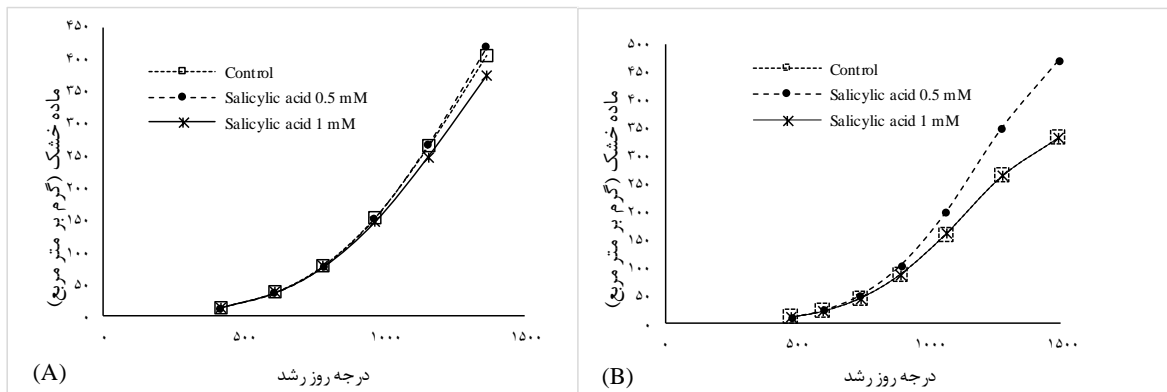 ماده خشک (گرم بر متر مربع)
۴۵۰
۴۰۰
۳۵۰
۳۰۰
۲۵۰
۲۰۰
۱۵۰
۱۰۰
۵۰
۰
Control
Salicylic acid 0.5 mM
Salicylic acid 1 mM
۰
۵۰۰
۱۰۰۰
۱۵۰۰
درجه روز رشد
(A)
ماده خشک (گرم بر متر مربع)
۵۰۰
۴۵۰
۴۰۰
۳۵۰
۳۰۰
۲۵۰
۲۰۰
۱۵۰
۱۰۰
۵۰
۰
Control
Salicylic acid 0.5 mM
Salicylic acid 1 mM
۰
۵۰۰
۱۰۰۰
۱۵۰۰
درجه روز رشد
(B)